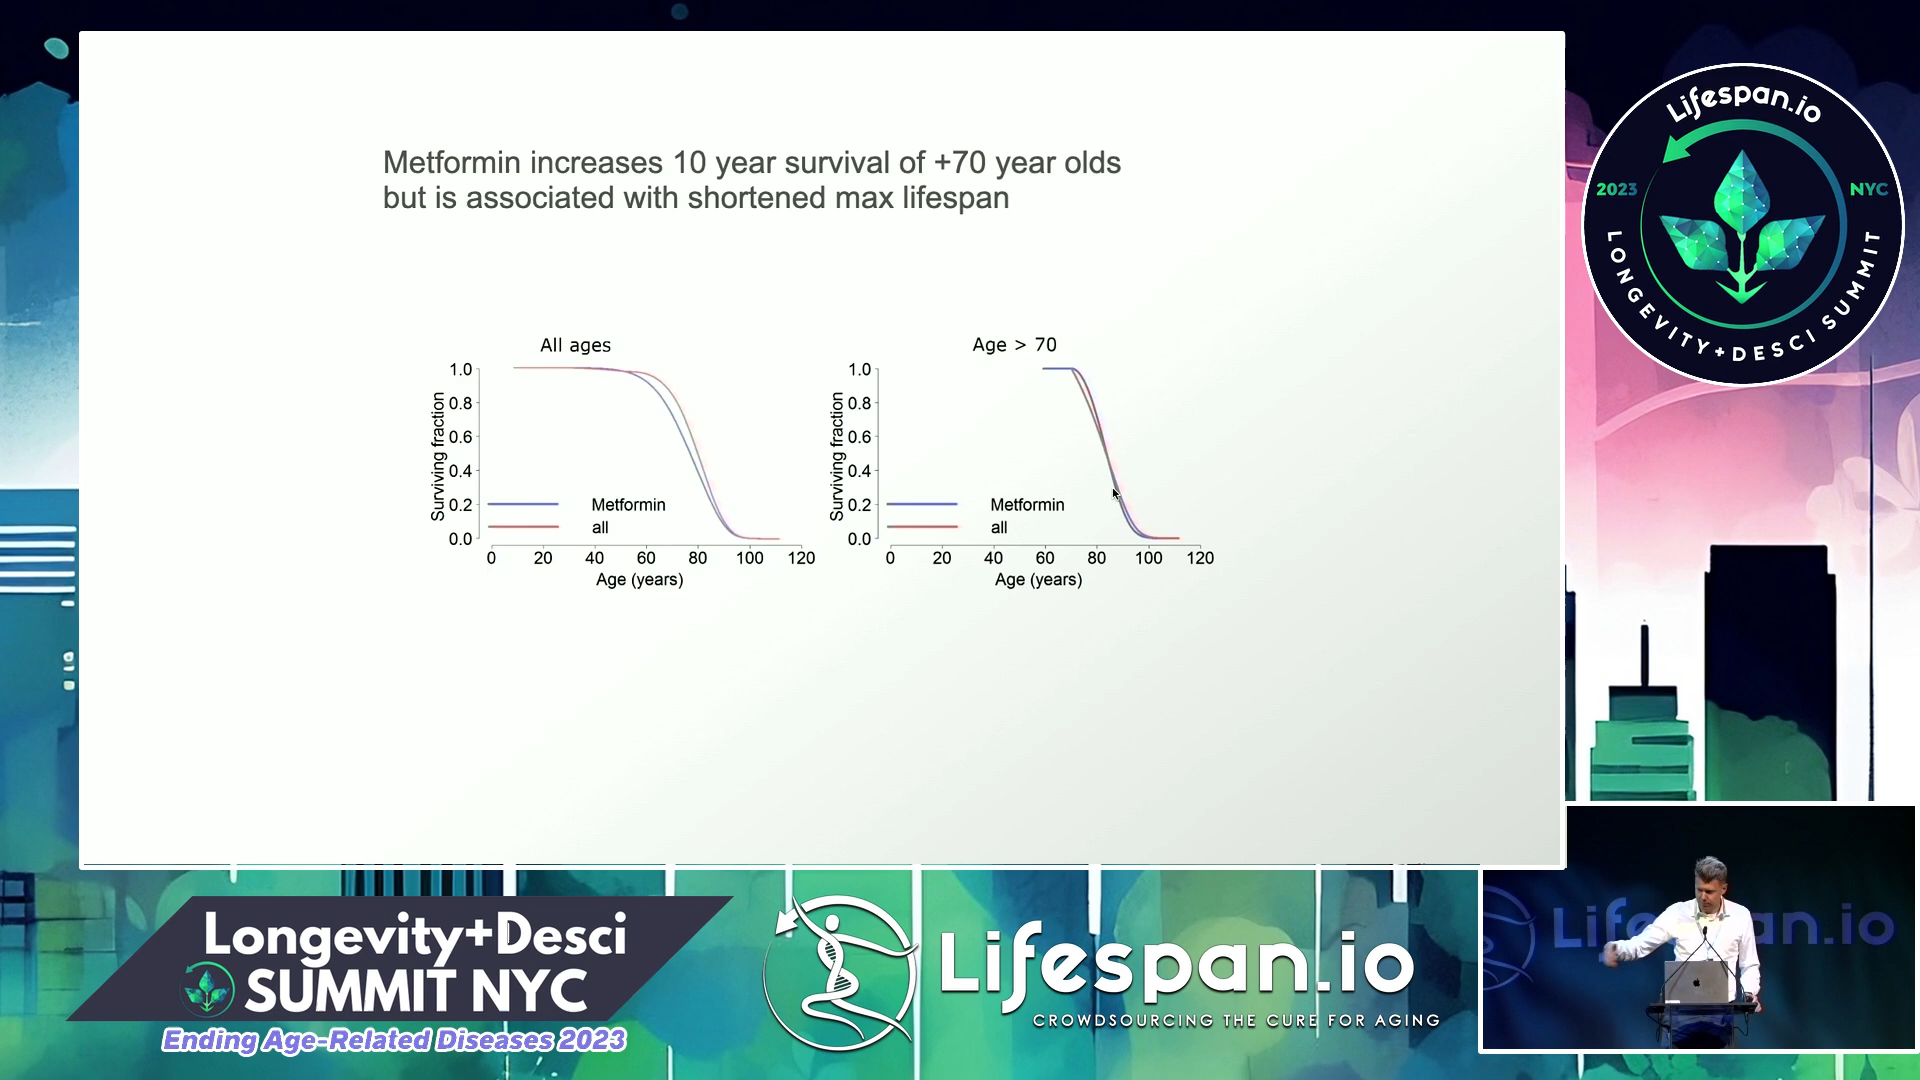 Metformin increases 10 year survival of +70 year olds
but is associated with shortened max lifespan
All ages
1.0
0.8
0.6
0.4
0.2
0.0
Surviving fraction
Metformin
all
0 20 40 60 80 100 120
Age (years)
Age > 70
1.0
0.8
0.6
0.4
0.2
0.0
Surviving fraction
Metformin
all
0 20 40 60 80 100 120
Age (years)
Lifespan.io
2023
NYC
LONGEVITY+DESCI SUMMIT
Longevity+Desci
SUMMIT NYC
Ending Age-Related Diseases 2023
Lifespan.io
CROWDSOURCING THE CURE FOR AGING